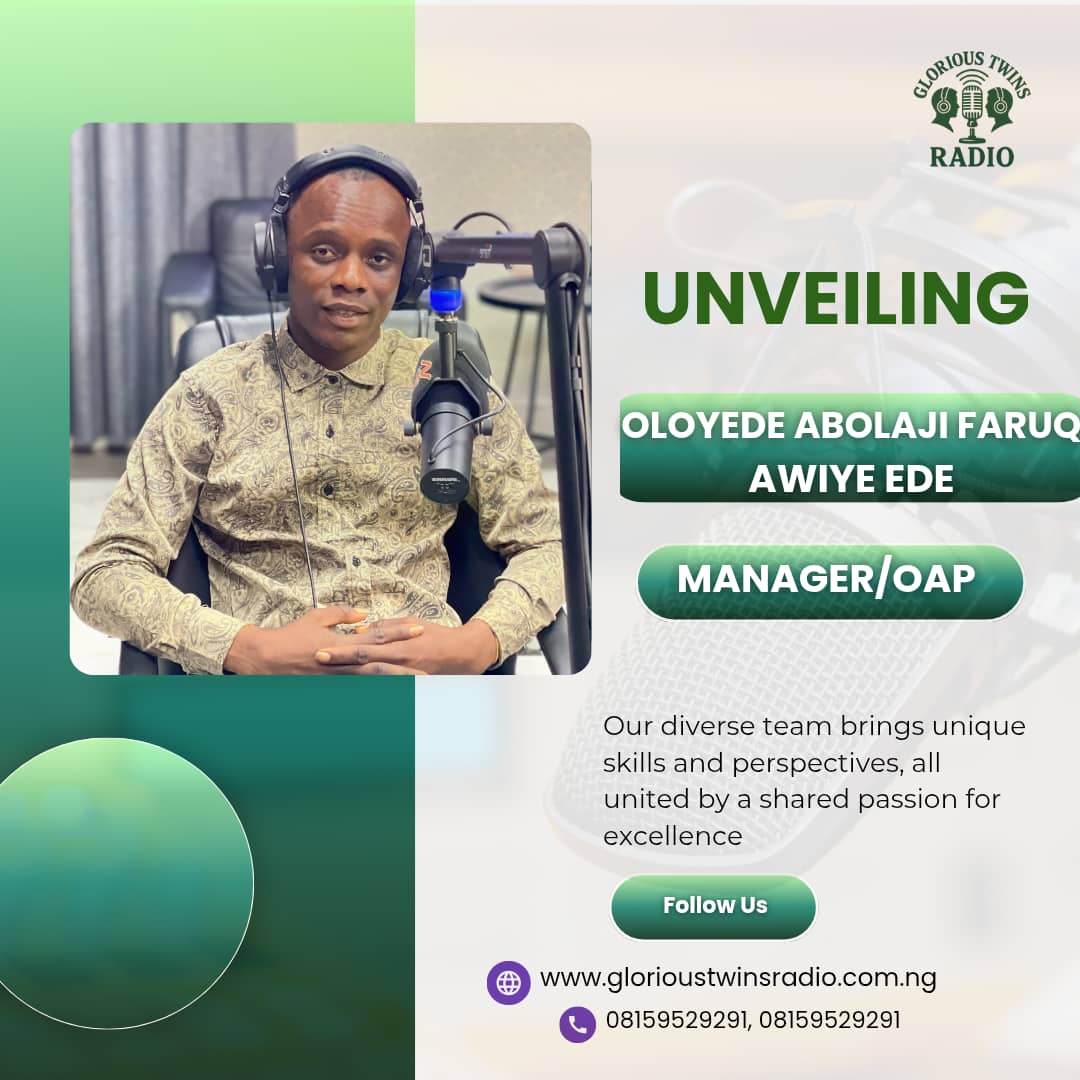 GLORIOUS TWINS
RADIO
UNVEILING
OLOYEDE ABOLAJI FARUQ
AWIYE EDE
MANAGER/OAP
Our diverse team brings unique
skills and perspectives, all
united by a shared passion for
excellence
Follow Us
www.glorioustwinsradio.com.ng
08159529291, 08159529291